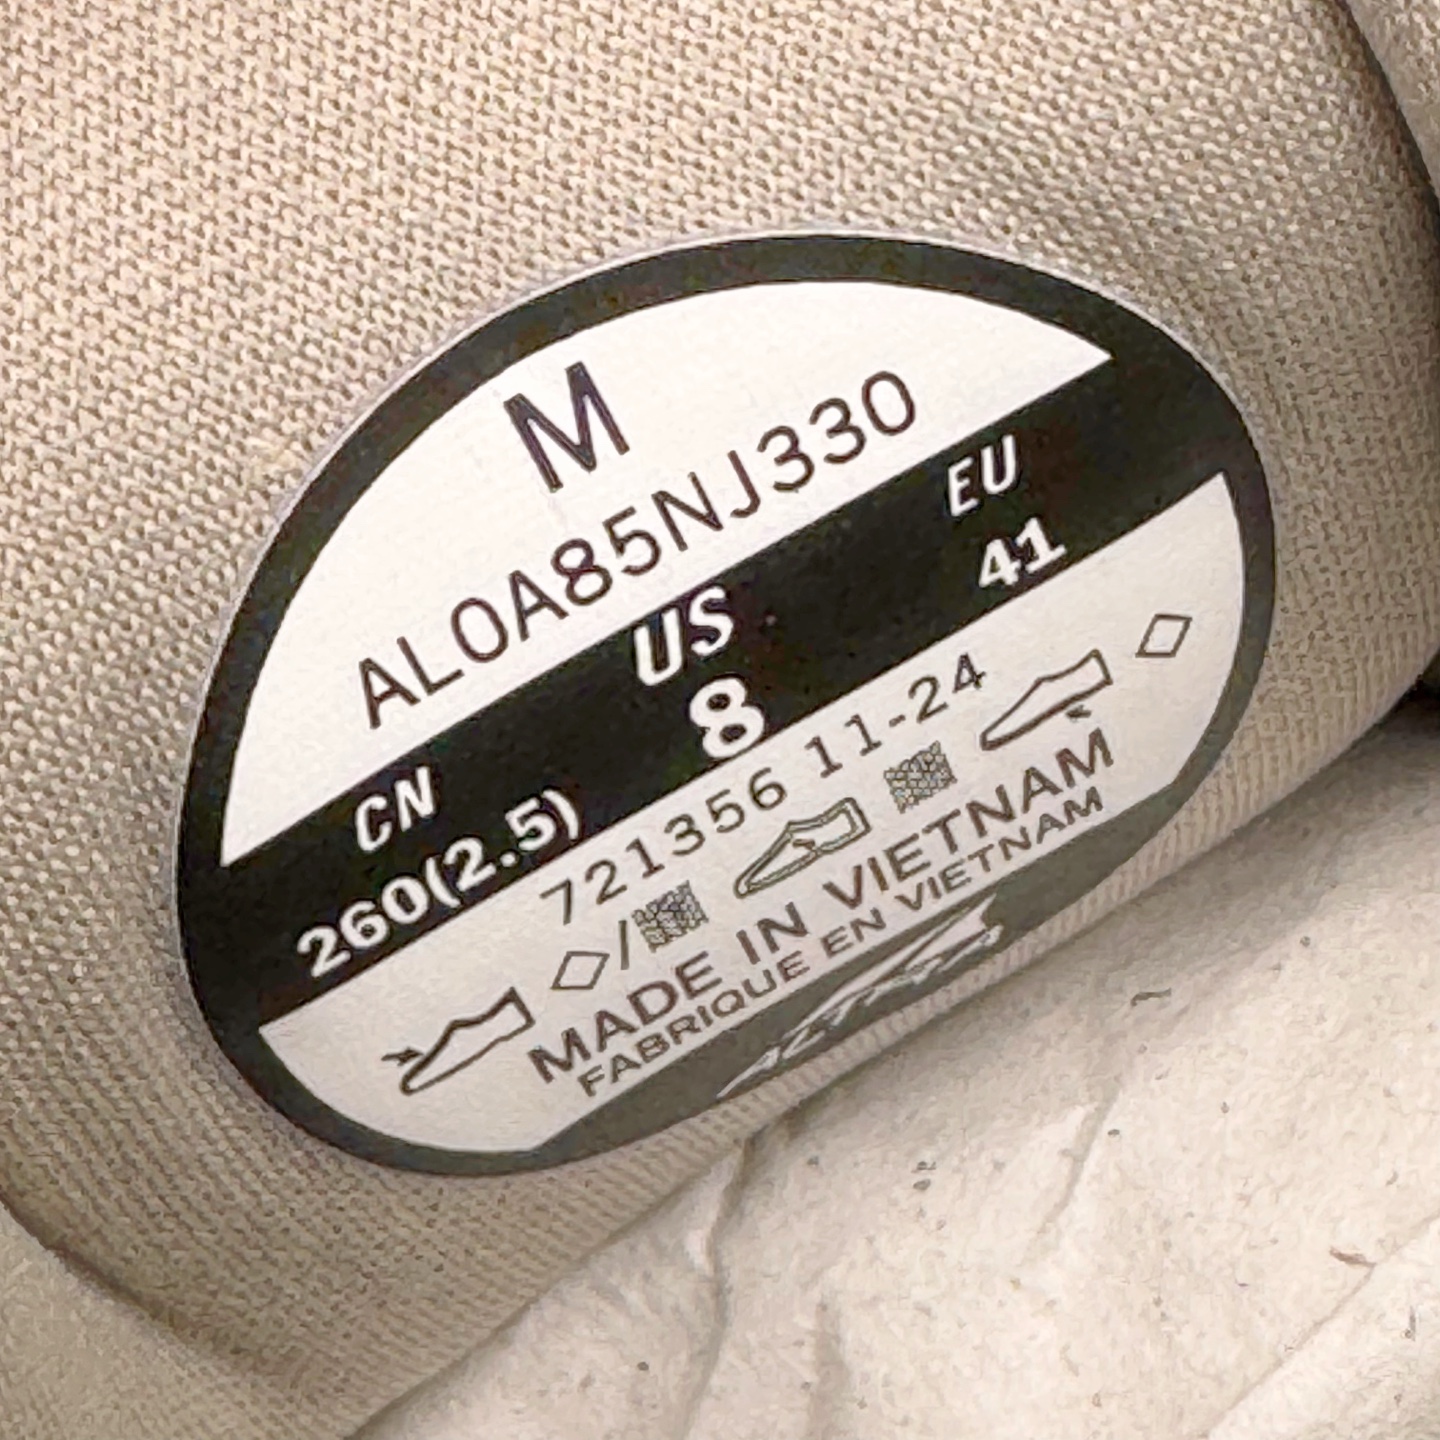 M
AL0A85NJ330
CN US EU
260(2.5) 8 41
721356 11-24
/
MADE IN VIETNAM
FABRIQUE EN VIETNAM